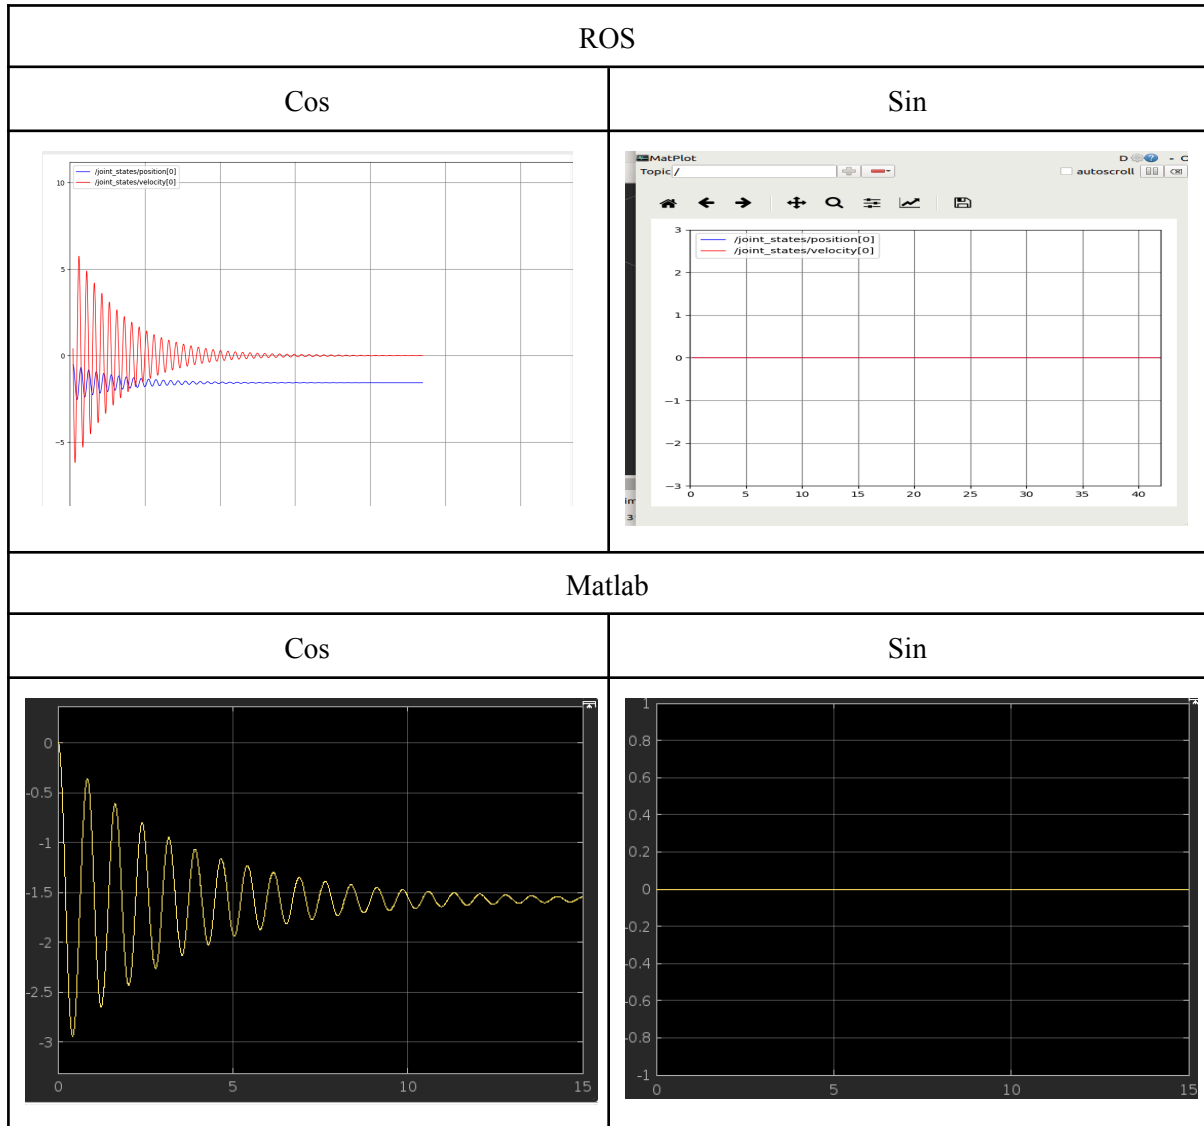 ROS
Cos
Sin
/joint_states/position[0]
/joint_states/velocity[0]
10
5
0
−5
MatPlot
D - C
Topic /
autoscroll
/joint_states/position[0]
/joint_states/velocity[0]
3
2
1
0
−1
−2
−3
0 5 10 15 20 25 30 35 40
im
3
Matlab
Cos
Sin
0
-0.5
-1
-1.5
-2
-2.5
-3
0 5 10 15
1
0.8
0.6
0.4
0.2
0
-0.2
-0.4
-0.6
-0.8
-1
0 5 10 15